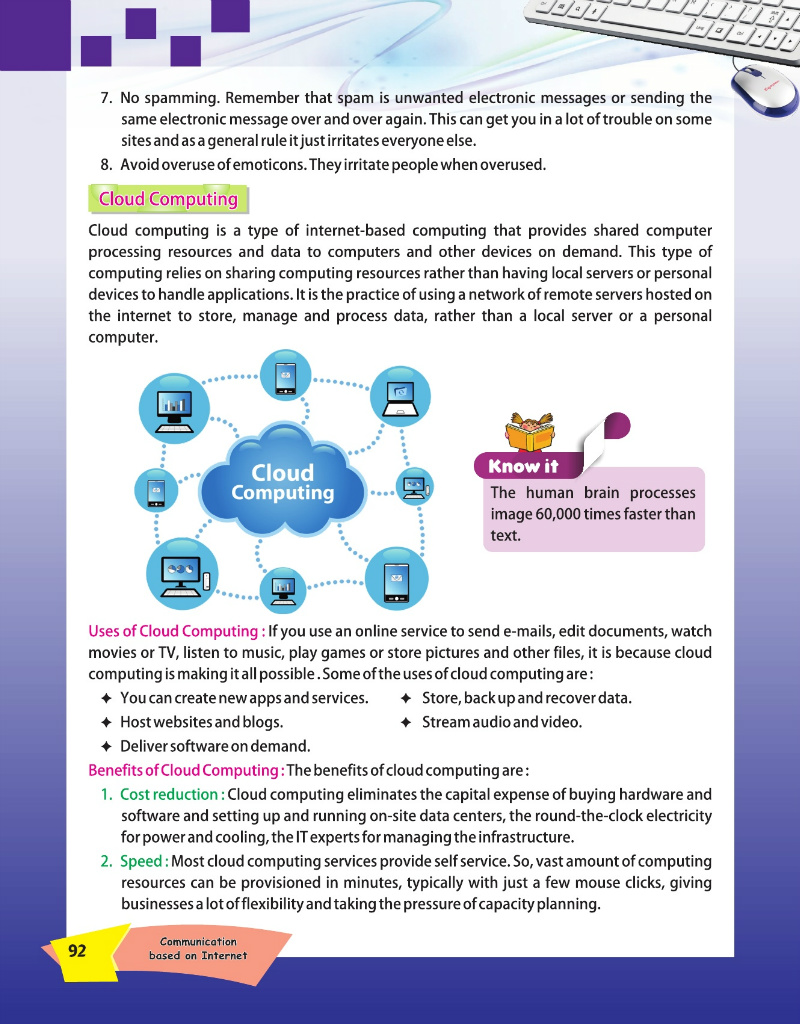 7. No spamming. Remember that spam is unwanted electronic messages or sending the
same electronic message over and over again. This can get you in a lot of trouble on some
sites and as a general rule it just irritates everyone else.
8. Avoid overuse of emoticons. They irritate people when overused.
Cloud Computing
Cloud computing is a type of internet-based computing that provides shared computer
processing resources and data to computers and other devices on demand. This type of
computing relies on sharing computing resources rather than having local servers or personal
devices to handle applications. It is the practice of using a network of remote servers hosted on
the internet to store, manage and process data, rather than a local server or a personal
computer.
Cloud
Computing
Know it
The human brain processes
image 60,000 times faster than
text.
Uses of Cloud Computing : If you use an online service to send e-mails, edit documents, watch
movies or TV, listen to music, play games or store pictures and other files, it is because cloud
computing is making it all possible . Some of the uses of cloud computing are :
✦ You can create new apps and services. ✦ Store, back up and recover data.
✦ Host websites and blogs. ✦ Stream audio and video.
✦ Deliver software on demand.
Benefits of Cloud Computing : The benefits of cloud computing are :
1. Cost reduction : Cloud computing eliminates the capital expense of buying hardware and
software and setting up and running on-site data centers, the round-the-clock electricity
for power and cooling, the IT experts for managing the infrastructure.
2. Speed : Most cloud computing services provide self service. So, vast amount of computing
resources can be provisioned in minutes, typically with just a few mouse clicks, giving
businesses a lot of flexibility and taking the pressure of capacity planning.
92
Communication
based on Internet